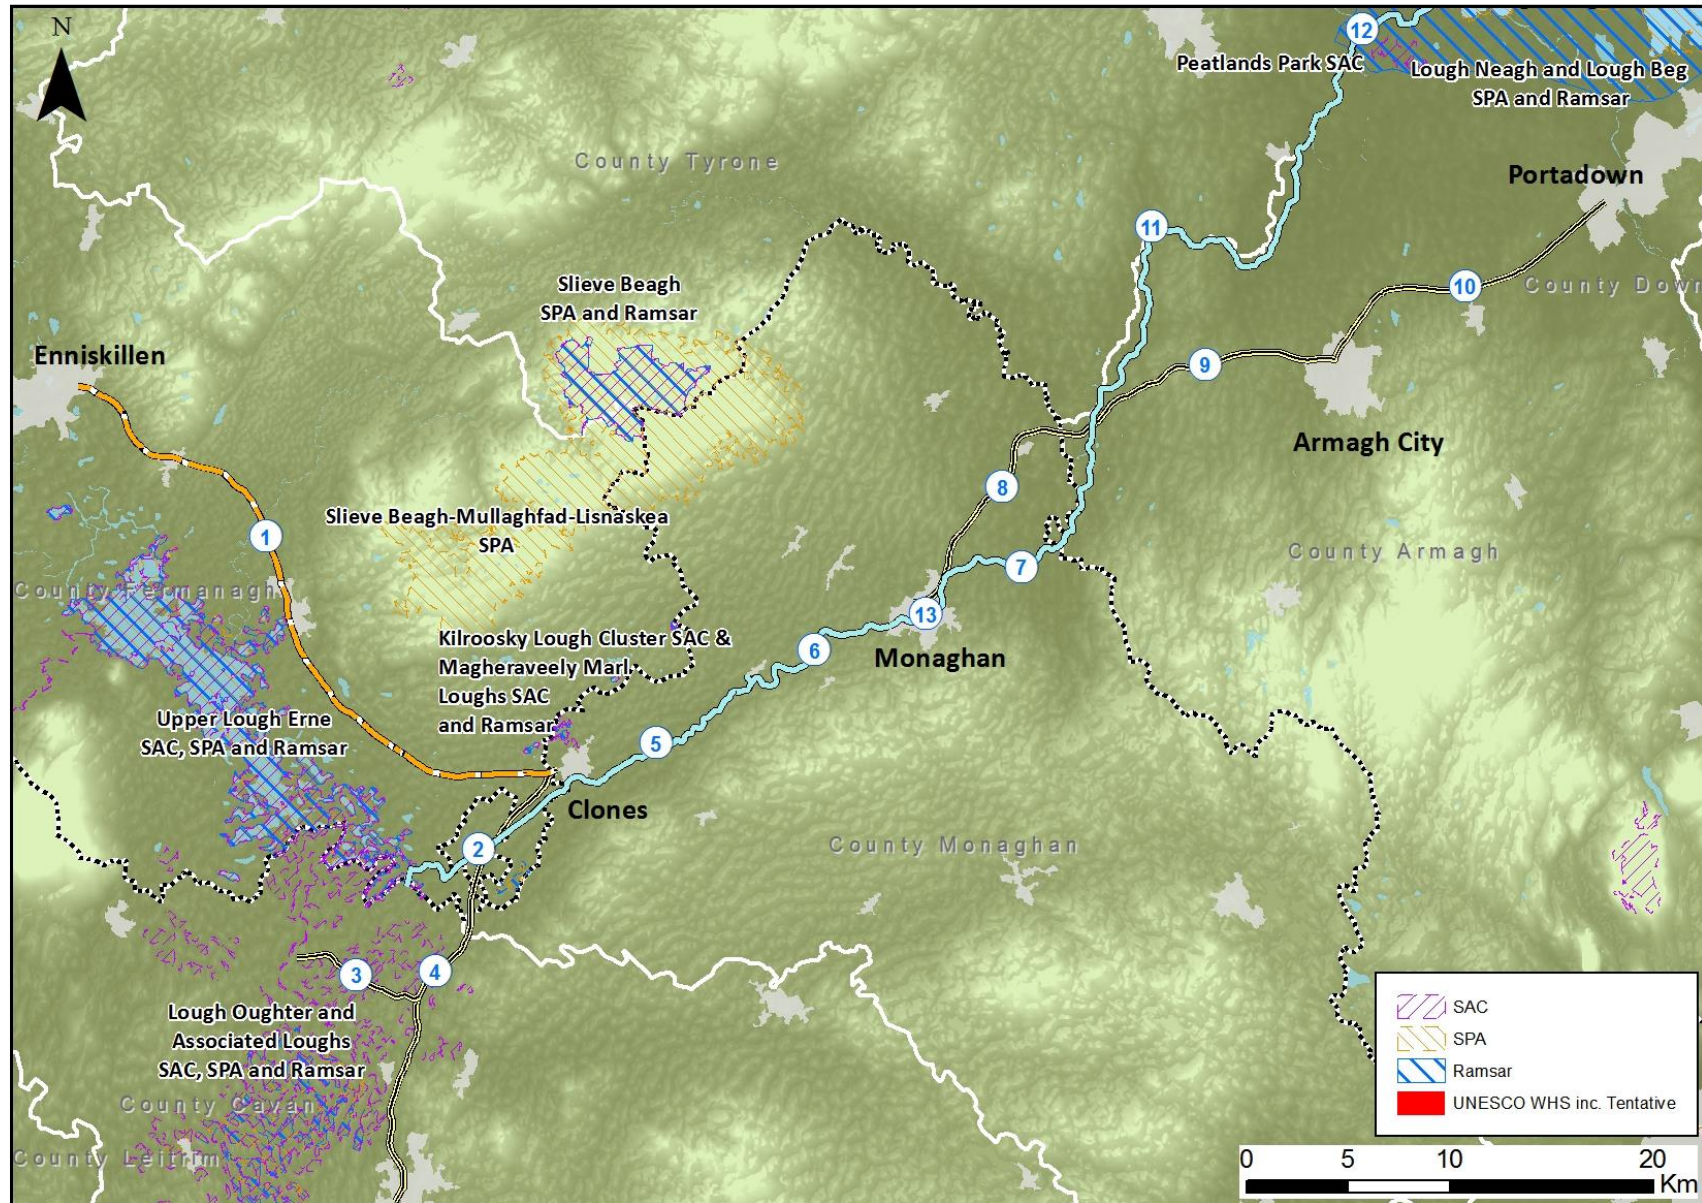 N
12
Peatlands Park SAC
Lough Neagh and Lough Beg
SPA and Ramsar
County Tyrone
Portadown
11
Slieve Beagh
SPA and Ramsar
10
County Down
Enniskillen
9
Armagh City
8
1
Slieve Beagh-Mullaghfad-Lisnaskea
SPA
County Armagh
7
County Fermanagh
13
Kilroosky Lough Cluster SAC &
Magheraveely Marl
Loughs SAC
and Ramsar
6
Monaghan
Upper Lough Erne
SAC, SPA and Ramsar
5
Clones
2
County Monaghan
3
4
Lough Oughter and
Associated Loughs
SAC, SPA and Ramsar
County Cavan
County Leitrim
SAC
SPA
Ramsar
UNESCO WHS inc. Tentative
0 5 10 20
Km